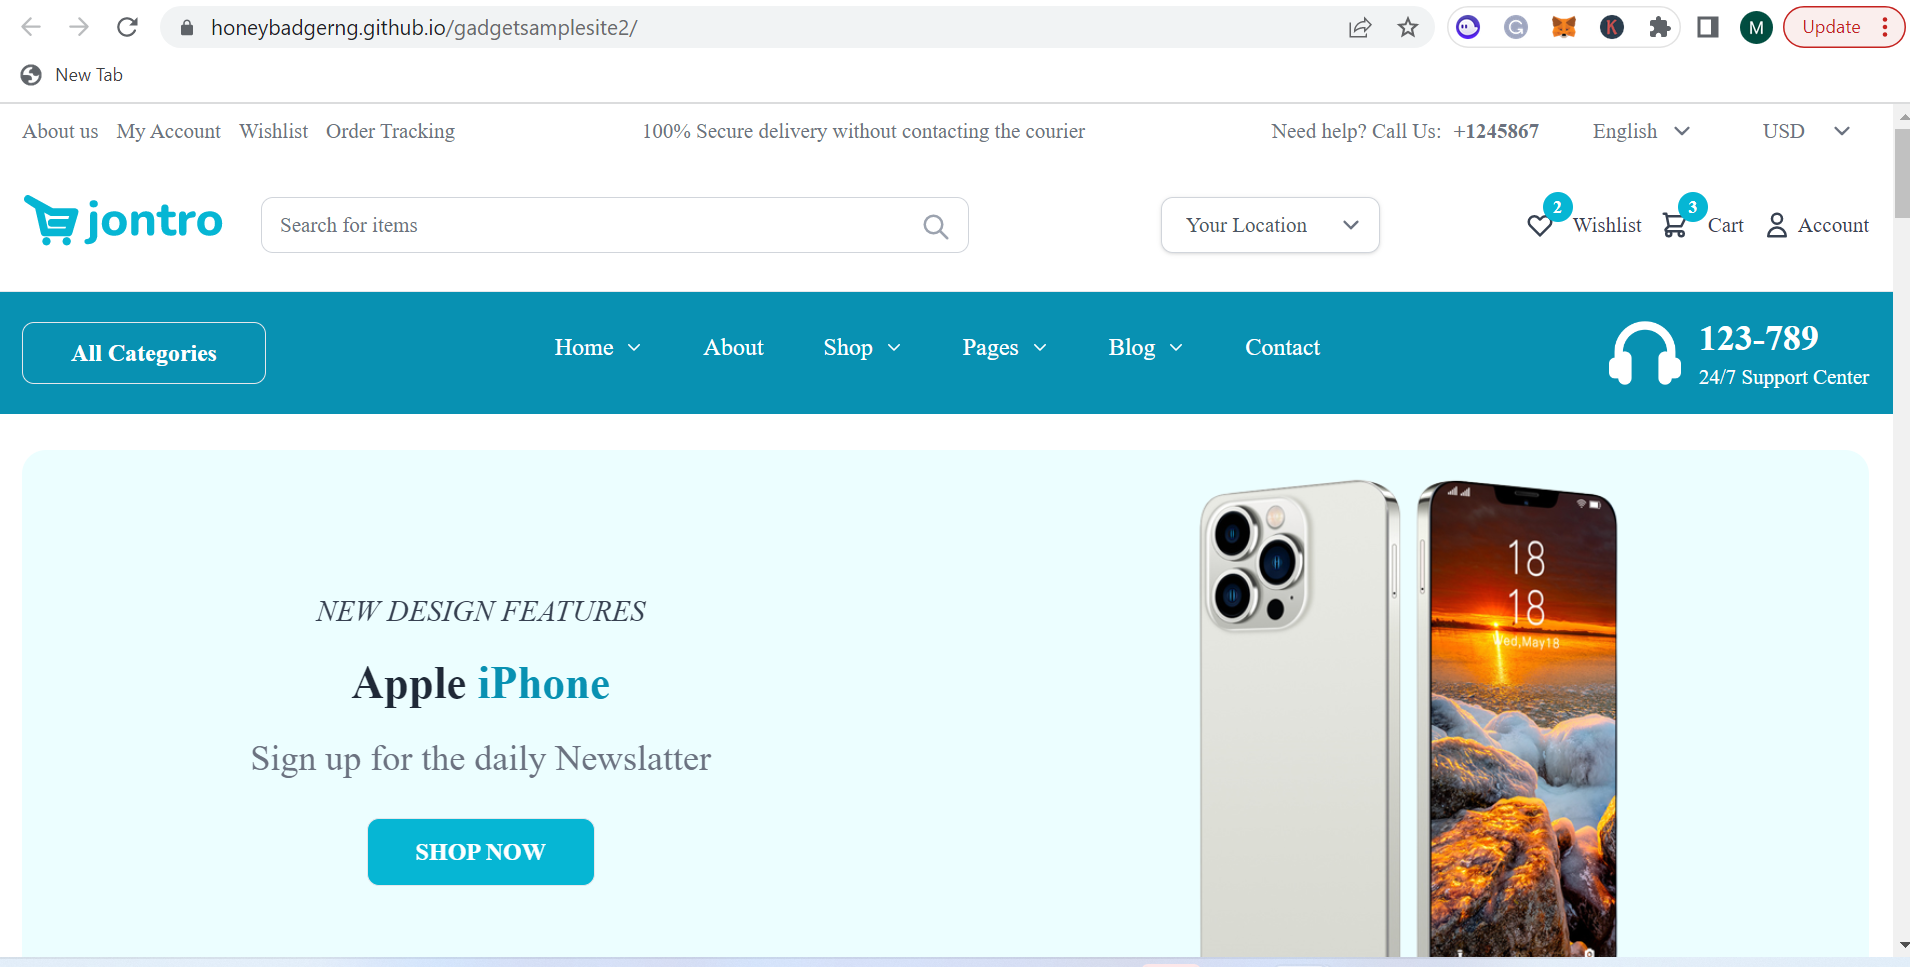 honeybadgerng.github.io/gadgetsamplesite2/
G
K
M
Update
New Tab
About us My Account Wishlist Order Tracking 100% Secure delivery without contacting the courier Need help? Call Us: +1245867 English USD
jontro
Search for items
Your Location
2
Wishlist
3
Cart
Account
All Categories
Home About Shop Pages Blog Contact
123-789
24/7 Support Center
NEW DESIGN FEATURES
Apple iPhone
Sign up for the daily Newslatter
SHOP NOW
18
18
Wed,May18